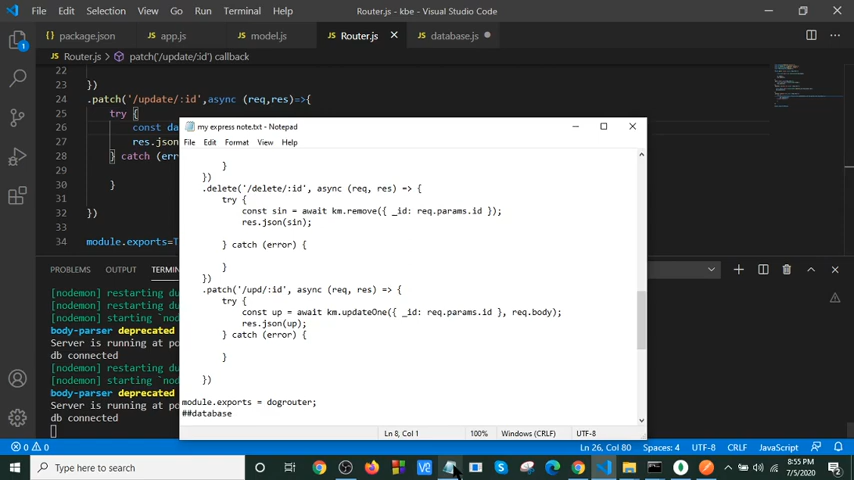 File Edit Selection View Go Run Terminal Help Router.js - kbe - Visual Studio Code
package.json app.js model.js Router.js database.js
Router.js > patch('/update/:id') callback
22
23 })
24 .patch('/update/:id',async (req,res)=>{
25 try {
26 const da
27 res.json
28 } catch (err
29
30 }
31
32 })
33
34 module.exports=
my express note.txt - Notepad
File Edit Format View Help
}
})
.delete('/delete/:id', async (req, res) => {
try {
const sin = await km.remove({ _id: req.params.id });
res.json(sin);
} catch (error) {
}
})
.patch('/upd/:id', async (req, res) => {
try {
const up = await km.updateOne({ _id: req.params.id }, req.body);
res.json(up);
} catch (error) {
}
})
module.exports = dogrouter;
##database
Ln 8, Col 1 100% Windows (CRLF) UTF-8
PROBLEMS OUTPUT TERMIN
[nodemon] restarting du
[nodemon] restarting du
[nodemon] starting `nod
body-parser deprecated
Server is running at po
db connected
[nodemon] restarting du
[nodemon] starting `nod
body-parser deprecated
Server is running at po
db connected
0 0 Ln 26, Col 80 Spaces: 4 UTF-8 CRLF JavaScript
Type here to search
8:55 PM
7/5/2020